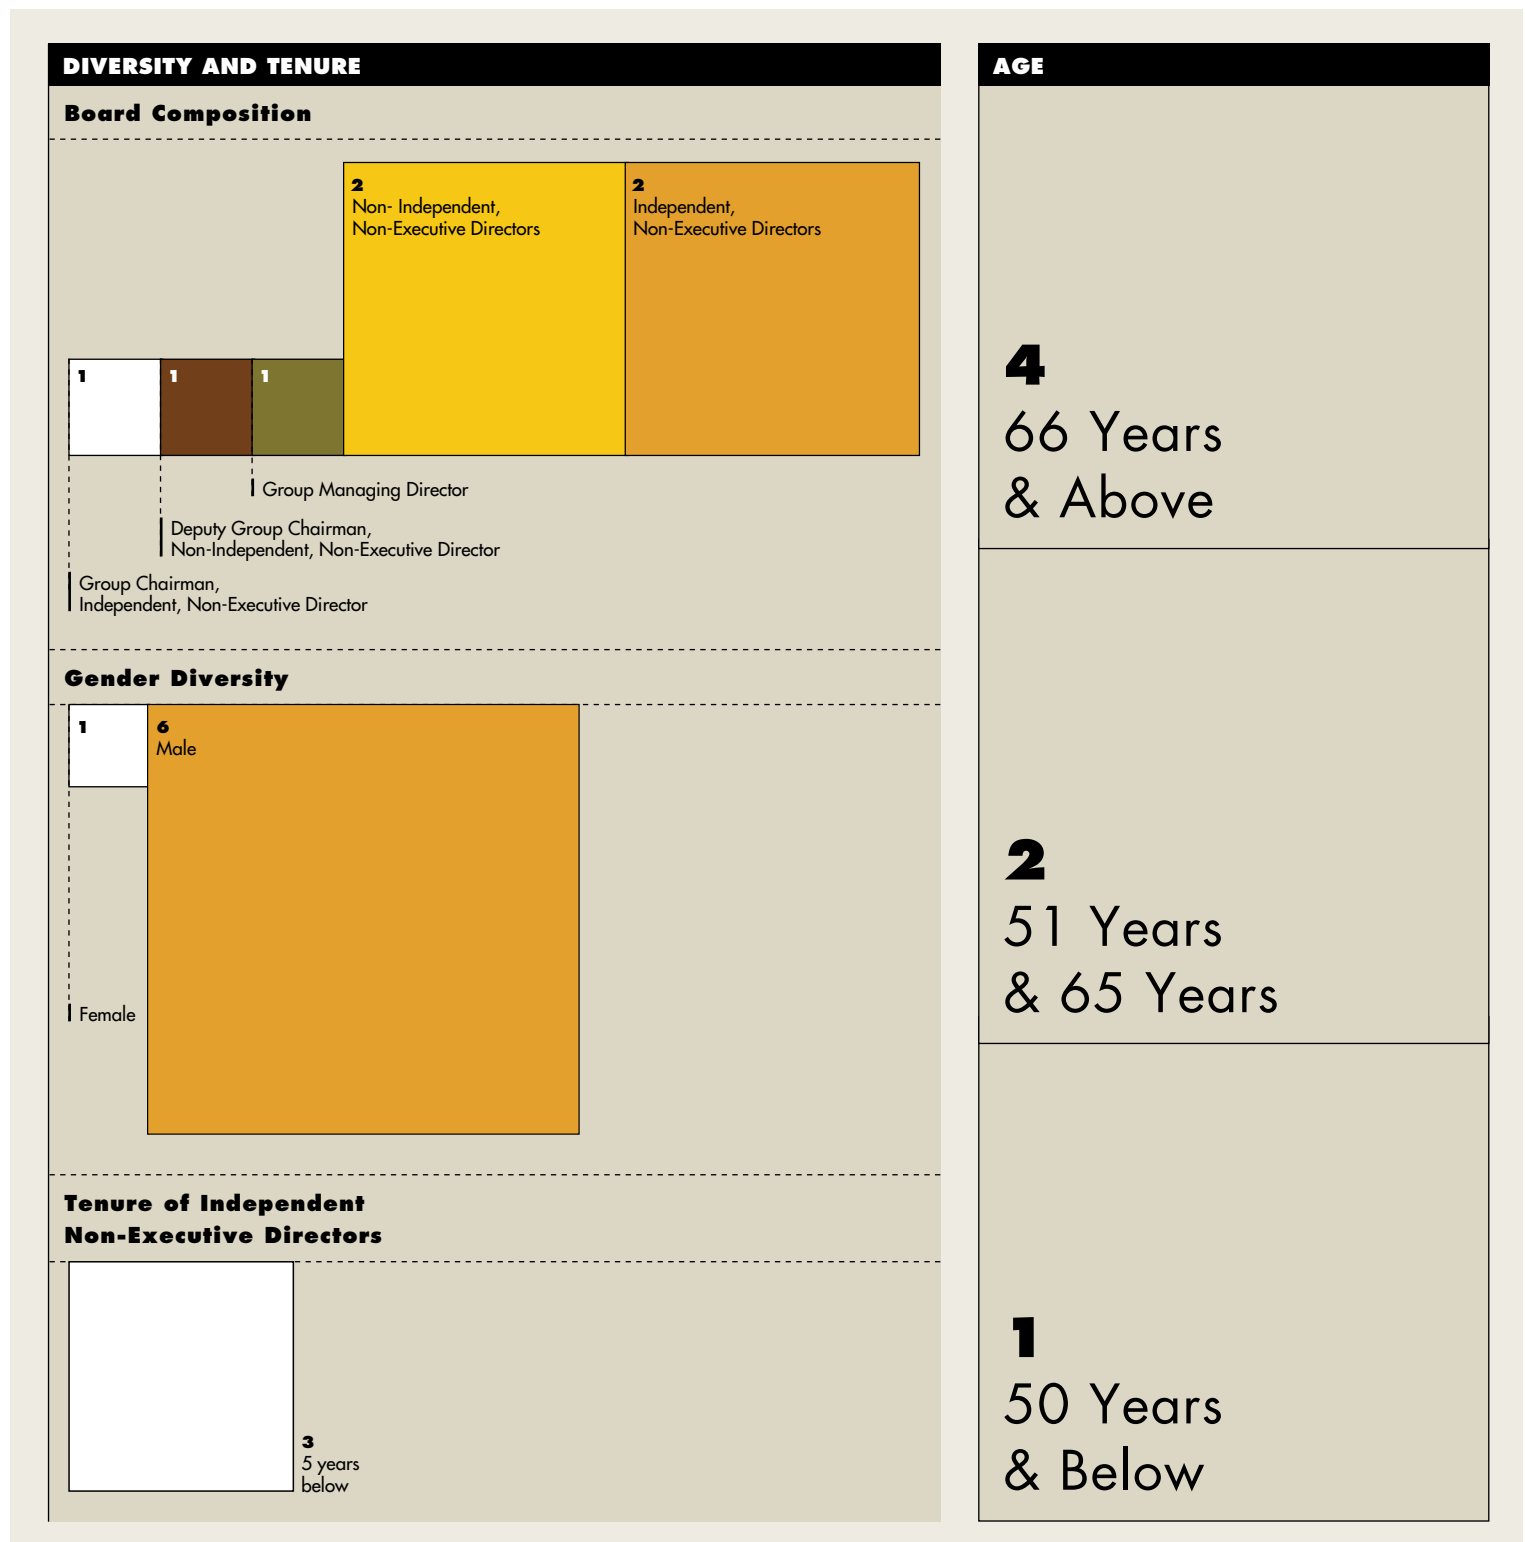 DIVERSITY AND TENURE
Board Composition
2
Non- Independent,
Non-Executive Directors
2
Independent,
Non-Executive Directors
1
1
1
Group Managing Director
Deputy Group Chairman,
Non-Independent, Non-Executive Director
Group Chairman,
Independent, Non-Executive Director
Gender Diversity
1
6
Male
Female
Tenure of Independent
Non-Executive Directors
3
5 years
below
AGE
4
66 Years
& Above
2
51 Years
& 65 Years
1
50 Years
& Below